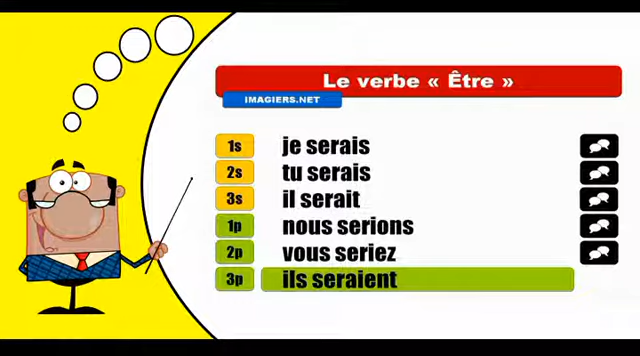 Le verbe « Être »
IMAGIERS.NET
1s je serais
2s tu serais
3s il serait
1p nous serions
2p vous seriez
3p ils seraient